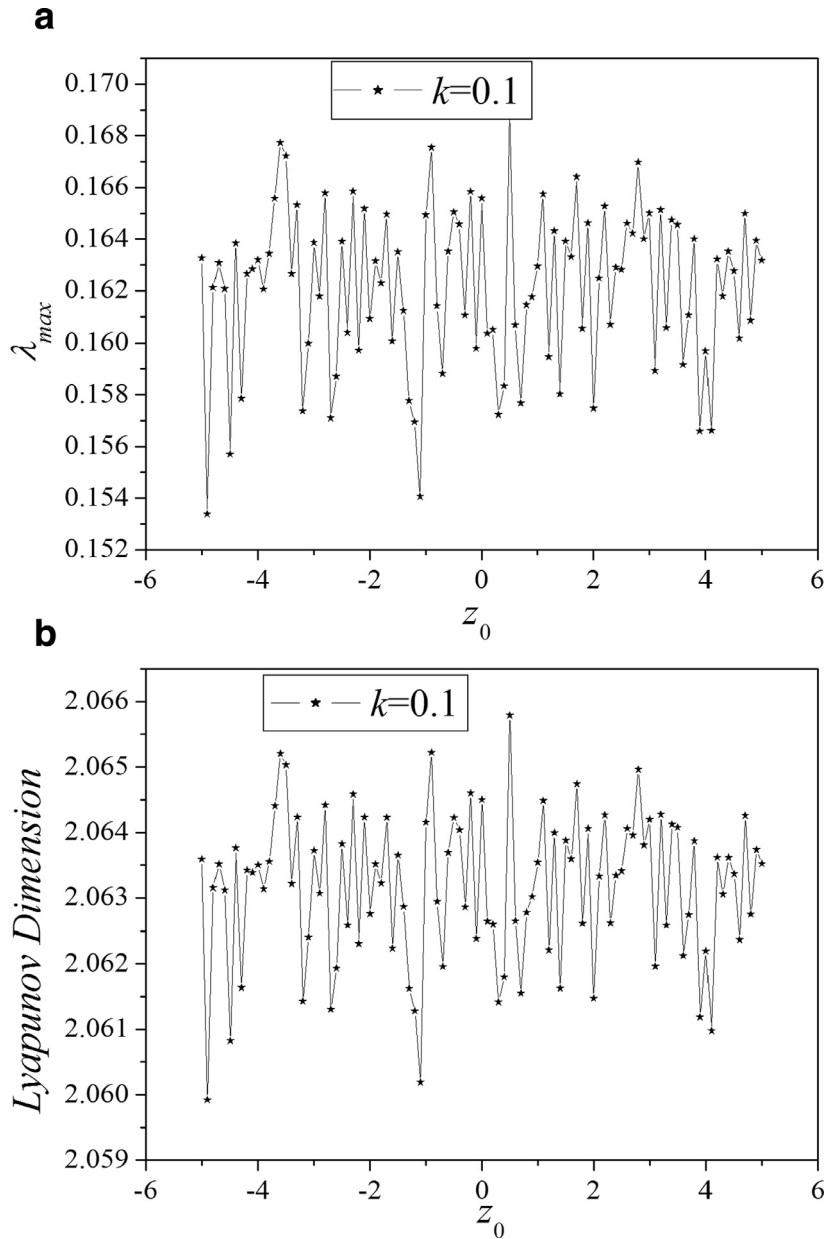 a
k=0.1
0.170
0.168
0.166
0.164
0.162
0.160
0.158
0.156
0.154
0.152
λmax
-6 -4 -2 0 2 4 6
z0
b
k=0.1
2.066
2.065
2.064
2.063
2.062
2.061
2.060
2.059
Lyapunov Dimension
-6 -4 -2 0 2 4 6
z0